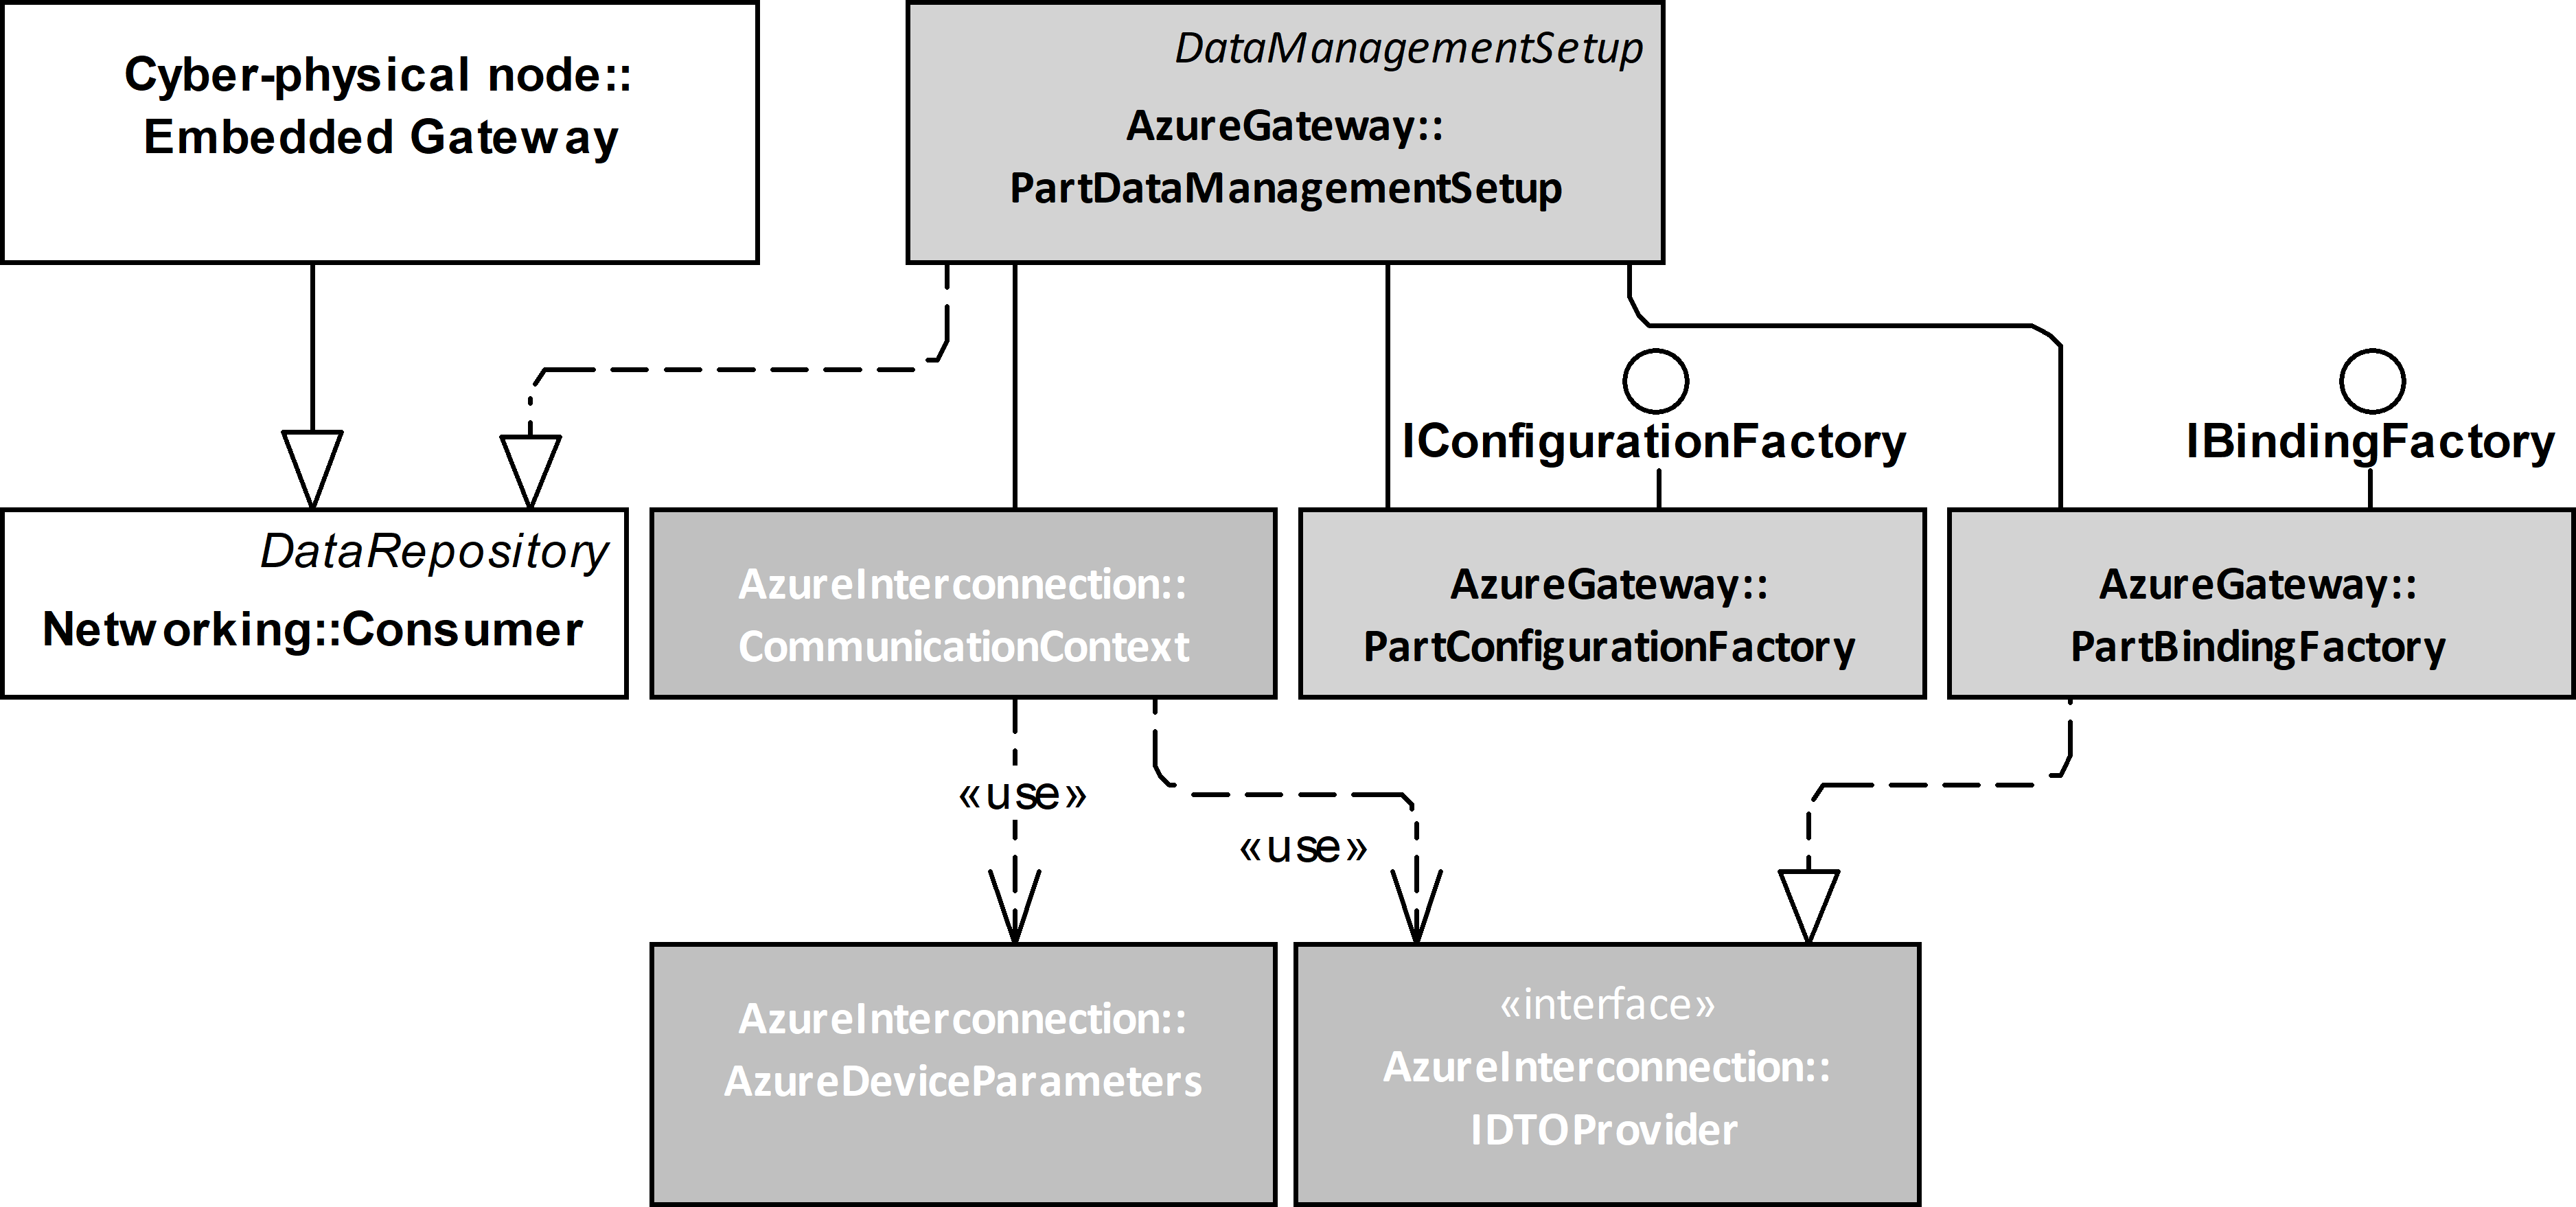 Cyber-physical node::
Embedded Gateway
DataManagementSetup
AzureGateway::
PartDataManagementSetup
IConfigurationFactory
IBindingFactory
DataRepository
Networking::Consumer
AzureInterconnection::
CommunicationContext
AzureGateway::
PartConfigurationFactory
AzureGateway::
PartBindingFactory
«use»
«use»
AzureInterconnection::
AzureDeviceParameters
«interface»
AzureInterconnection::
IDTOProvider